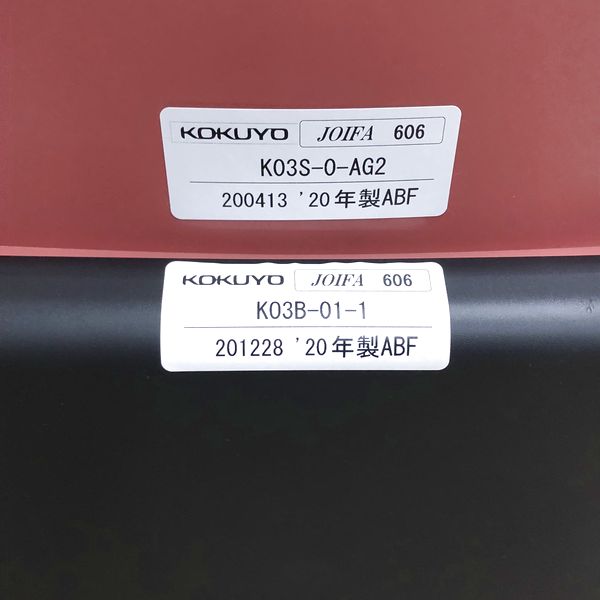 KOKUYO JOIFA 606
K03S-0-AG2
200413 '20年製ABF
KOKUYO JOIFA 606
K03B-01-1
201228 '20年製ABF